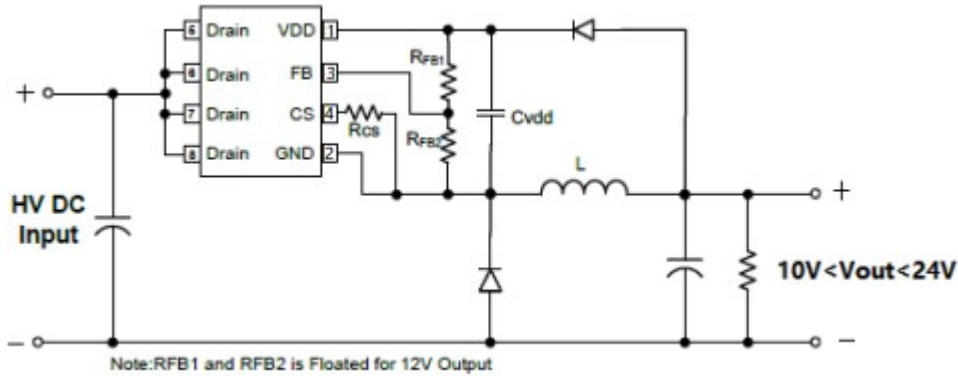 5 Drain VDD 1
RFB1
6 Drain FB 3
+
7 Drain CS 4
Rcs
Cvdd
RFB2
8 Drain GND 2
L
+
HV DC
Input
10V<Vout<24V
−
−
Note:RFB1 and RFB2 is Floated for 12V Output